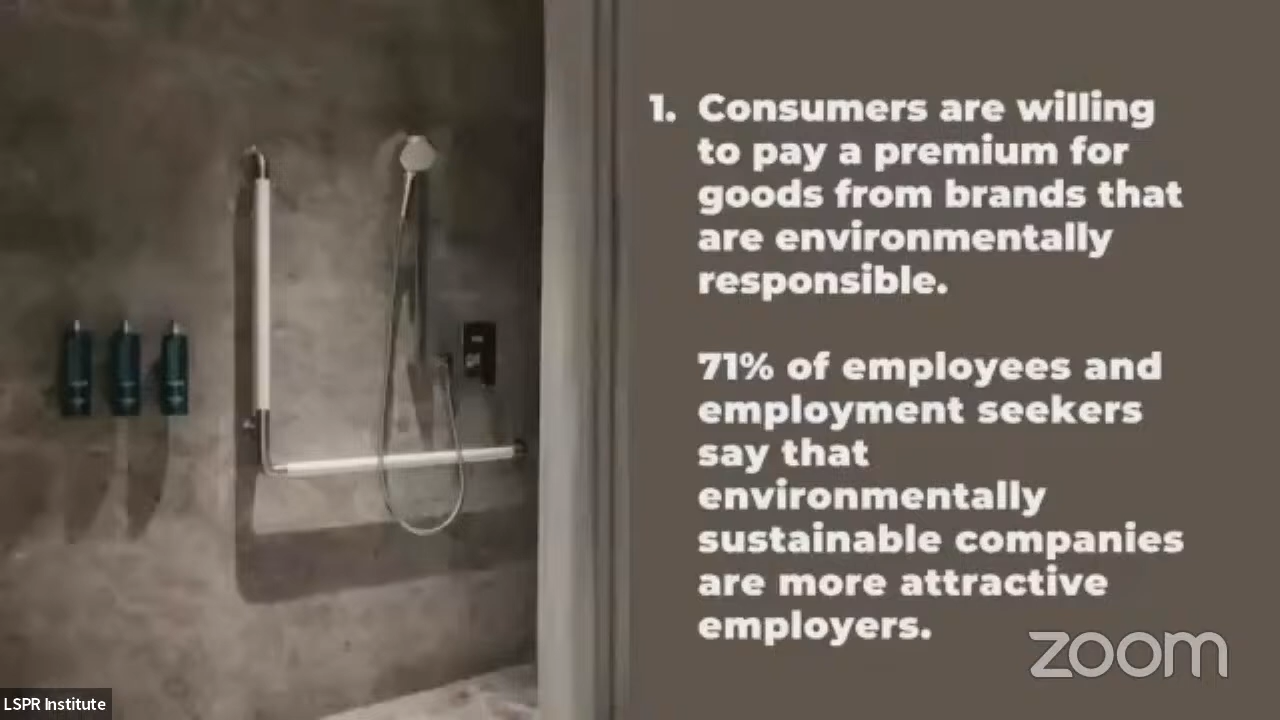 1. Consumers are willing
to pay a premium for
goods from brands that
are environmentally
responsible.
71% of employees and
employment seekers
say that
environmentally
sustainable companies
are more attractive
employers.
zoom
LSPR Institute